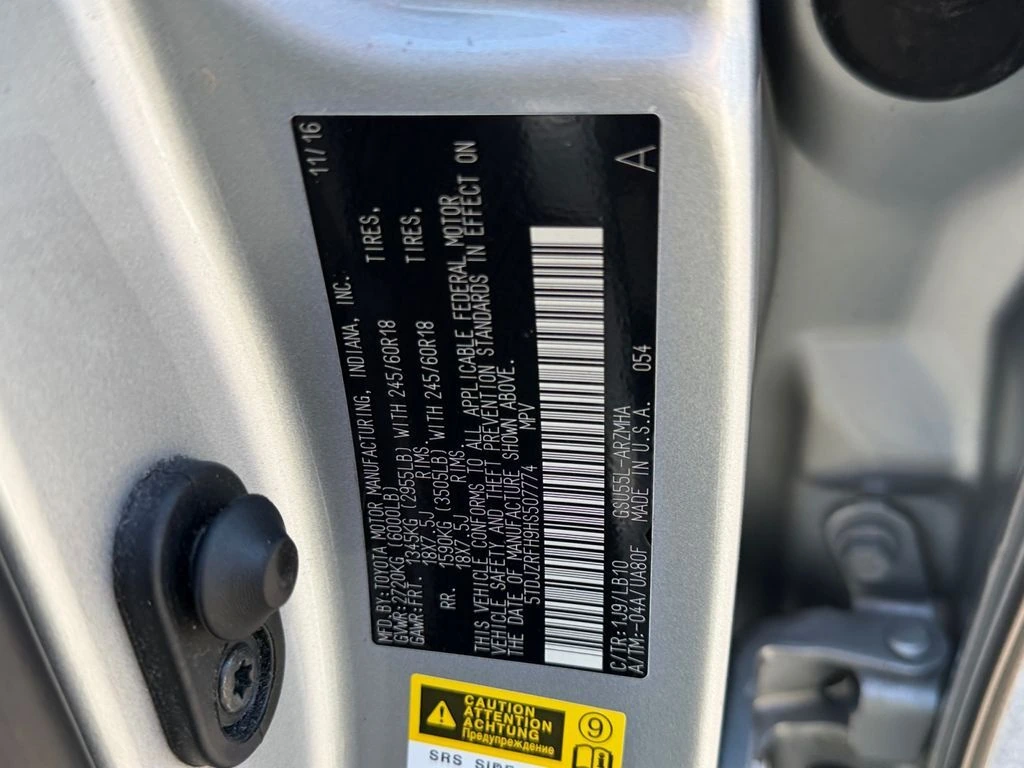 11/16
MFD.BY:TOYOTA MOTOR MANUFACTURING, INDIANA, INC.
GVWR:2720KG (6000LB)
GAWR:FRT. 1345KG (2955LB) WITH 245/60R18 TIRES,
18X7.5J RIMS
RR. 1590KG (3505LB) WITH 245/60R18 TIRES,
18X7.5J RIMS
THIS VEHICLE CONFORMS TO ALL APPLICABLE FEDERAL MOTOR
VEHICLE SAFETY AND THEFT PREVENTION STANDARDS IN EFFECT ON
THE DATE OF MANUFACTURE SHOWN ABOVE.
5TDJZRFH9HS507774 MPV
C/TR:1J9/LB10 GSU55L-ARZMHA
A/TM:-04A/UA80F MADE IN U.S.A. 054
A
CAUTION
ATTENTION
ACHTUNG
Предупреждение
9
SRS SIDE